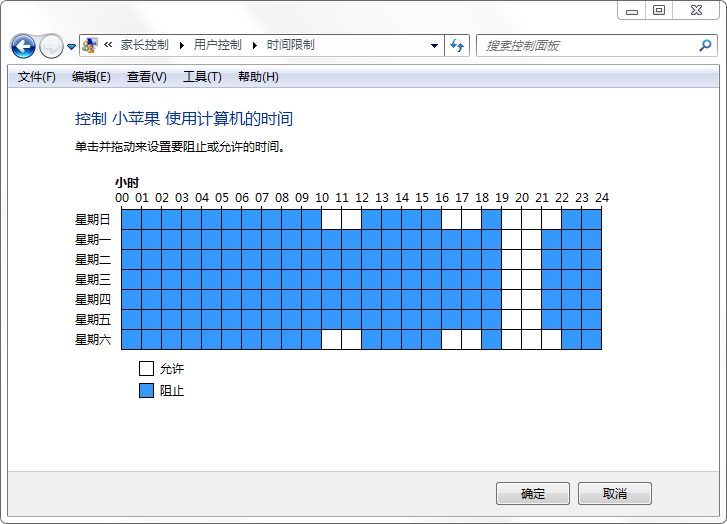 « 家长控制 ▸ 用户控制 ▸ 时间限制
搜索控制面板
文件(F) 编辑(E) 查看(V) 工具(T) 帮助(H)
控制 小苹果 使用计算机的时间
单击并拖动来设置要阻止或允许的时间。
小时
00 01 02 03 04 05 06 07 08 09 10 11 12 13 14 15 16 17 18 19 20 21 22 23 24
星期日
星期一
星期二
星期三
星期四
星期五
星期六
允许
阻止
确定 取消